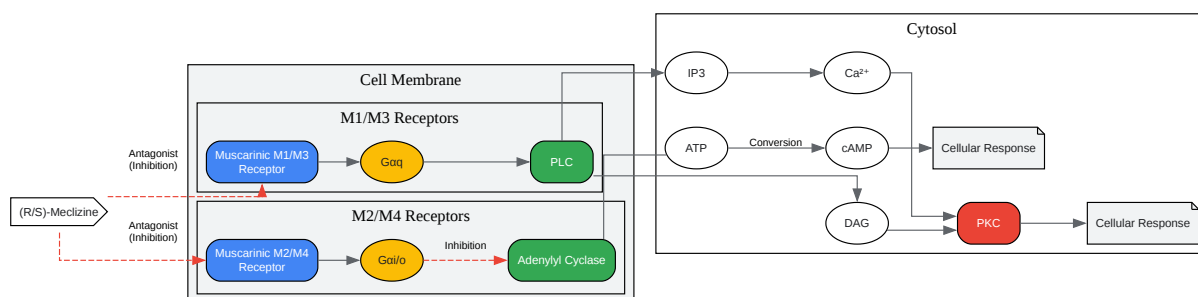 Cytosol
Cell Membrane
IP3
Ca²⁺
M1/M3 Receptors
Antagonist
(Inhibition)
Muscarinic M1/M3
Receptor
Gαq
PLC
ATP
Conversion
cAMP
Cellular Response
(R/S)-Meclizine
M2/M4 Receptors
Antagonist
(Inhibition)
DAG
PKC
Cellular Response
Muscarinic M2/M4
Receptor
Gαi/o
Inhibition
Adenylyl Cyclase